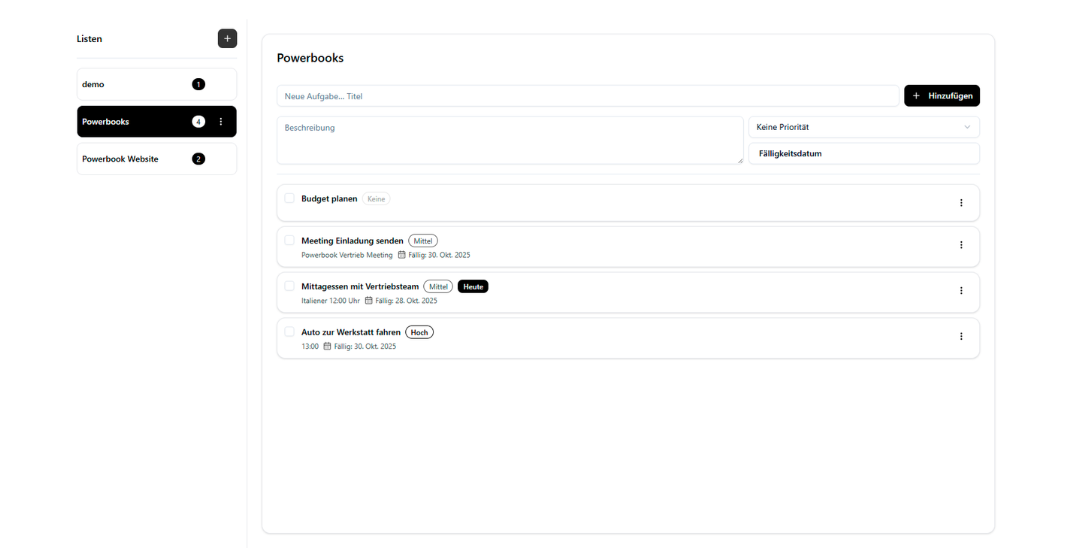 Listen
demo 1
Powerbooks 4
Powerbook Website 2
Powerbooks
Neue Aufgabe... Titel
Hinzufügen
Beschreibung
Keine Priorität
Fälligkeitsdatum
Budget planen Keine
Meeting Einladung senden Mittel
Powerbook Vertrieb Meeting Fällig: 30. Okt. 2025
Mittagessen mit Vertriebsteam Mittel Heute
Italiener 12:00 Uhr Fällig: 28. Okt. 2025
Auto zur Werkstatt fahren Hoch
13:00 Fällig: 30. Okt. 2025